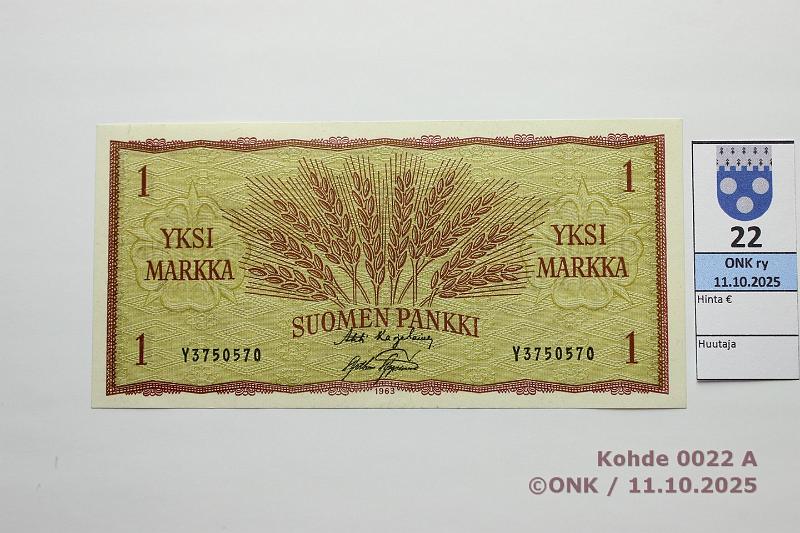 1
1
YKSI
MARKKA
YKSI
MARKKA
SUOMEN PANKKI
1
Y3750570
Y3750570
1
1963
22
ONK ry
11.10.2025
Hinta €
Huutaja
Kohde 0022 A
©ONK / 11.10.2025